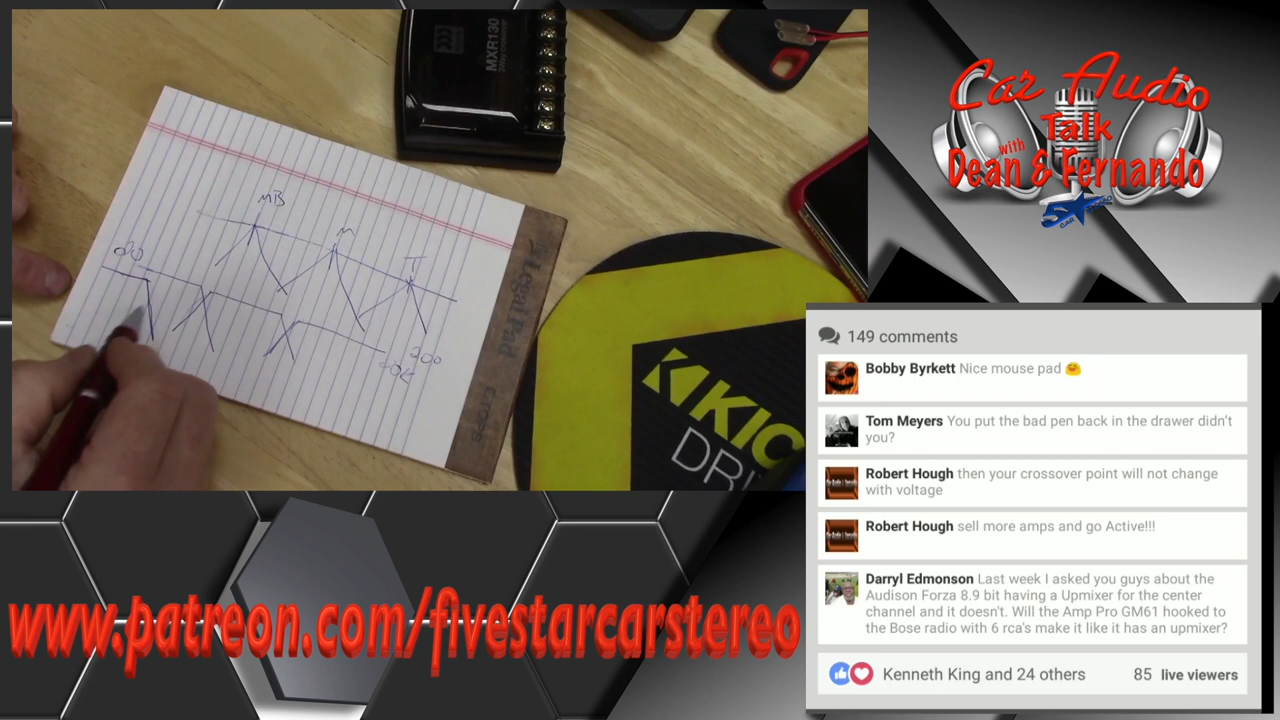 MXR130
3Way crossover
MB
M
T
80
200
Legal Pad
Errors
KIC
DRI
Car Audio
Talk
with
Dean & Fernando
149 comments
Bobby Byrkett Nice mouse pad 😊
Tom Meyers You put the bad pen back in the drawer didn't
you?
Robert Hough then your crossover point will not change
with voltage
Robert Hough sell more amps and go Active!!!
Darryl Edmonson Last week I asked you guys about the
Audison Forza 8.9 bit having a Upmixer for the center
channel and it doesn't. Will the Amp Pro GM61 hooked to
the Bose radio with 6 rca's make it like it has an upmixer?
Kenneth King and 24 others 85 live viewers
www.patreon.com/fivestarcarstereo